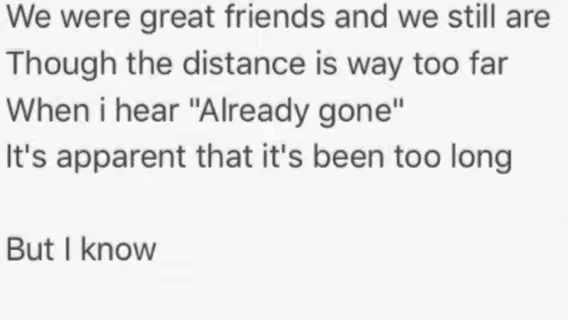 We were great friends and we still are
Though the distance is way too far
When i hear "Already gone"
It's apparent that it's been too long
But I know